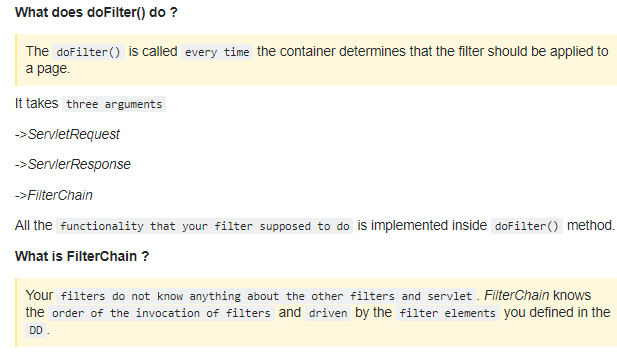 What does doFilter() do ?
The doFilter() is called every time the container determines that the filter should be applied to
a page.
It takes three arguments
->ServletRequest
->ServlerResponse
->FilterChain
All the functionality that your filter supposed to do is implemented inside doFilter() method.
What is FilterChain ?
Your filters do not know anything about the other filters and servlet . FilterChain knows
the order of the invocation of filters and driven by the filter elements you defined in the
DD .